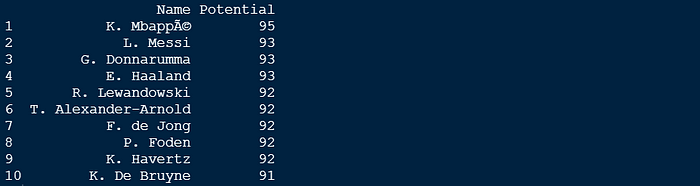 Name Potential
1 K. MbappÃ© 95
2 L. Messi 93
3 G. Donnarumma 93
4 E. Haaland 93
5 R. Lewandowski 92
6 T. Alexander-Arnold 92
7 F. de Jong 92
8 P. Foden 92
9 K. Havertz 92
10 K. De Bruyne 91